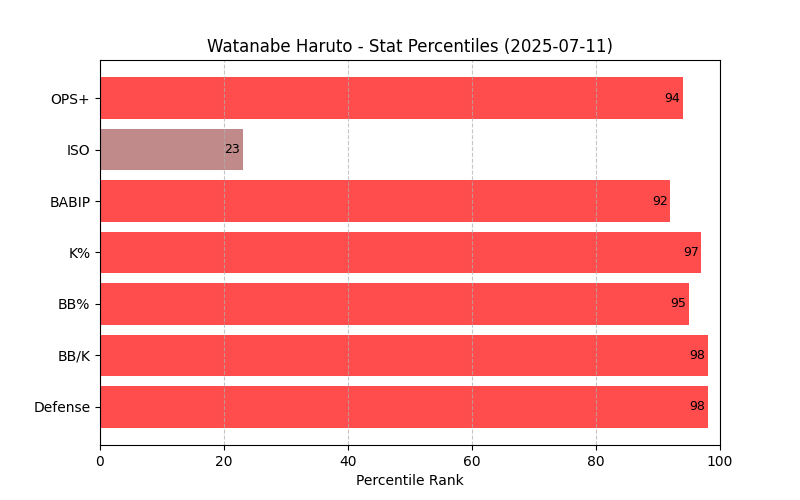 Watanabe Haruto - Stat Percentiles (2025-07-11)
OPS+ 94
ISO 23
BABIP 92
K% 97
BB% 95
BB/K 98
Defense 98
0 20 40 60 80 100
Percentile Rank